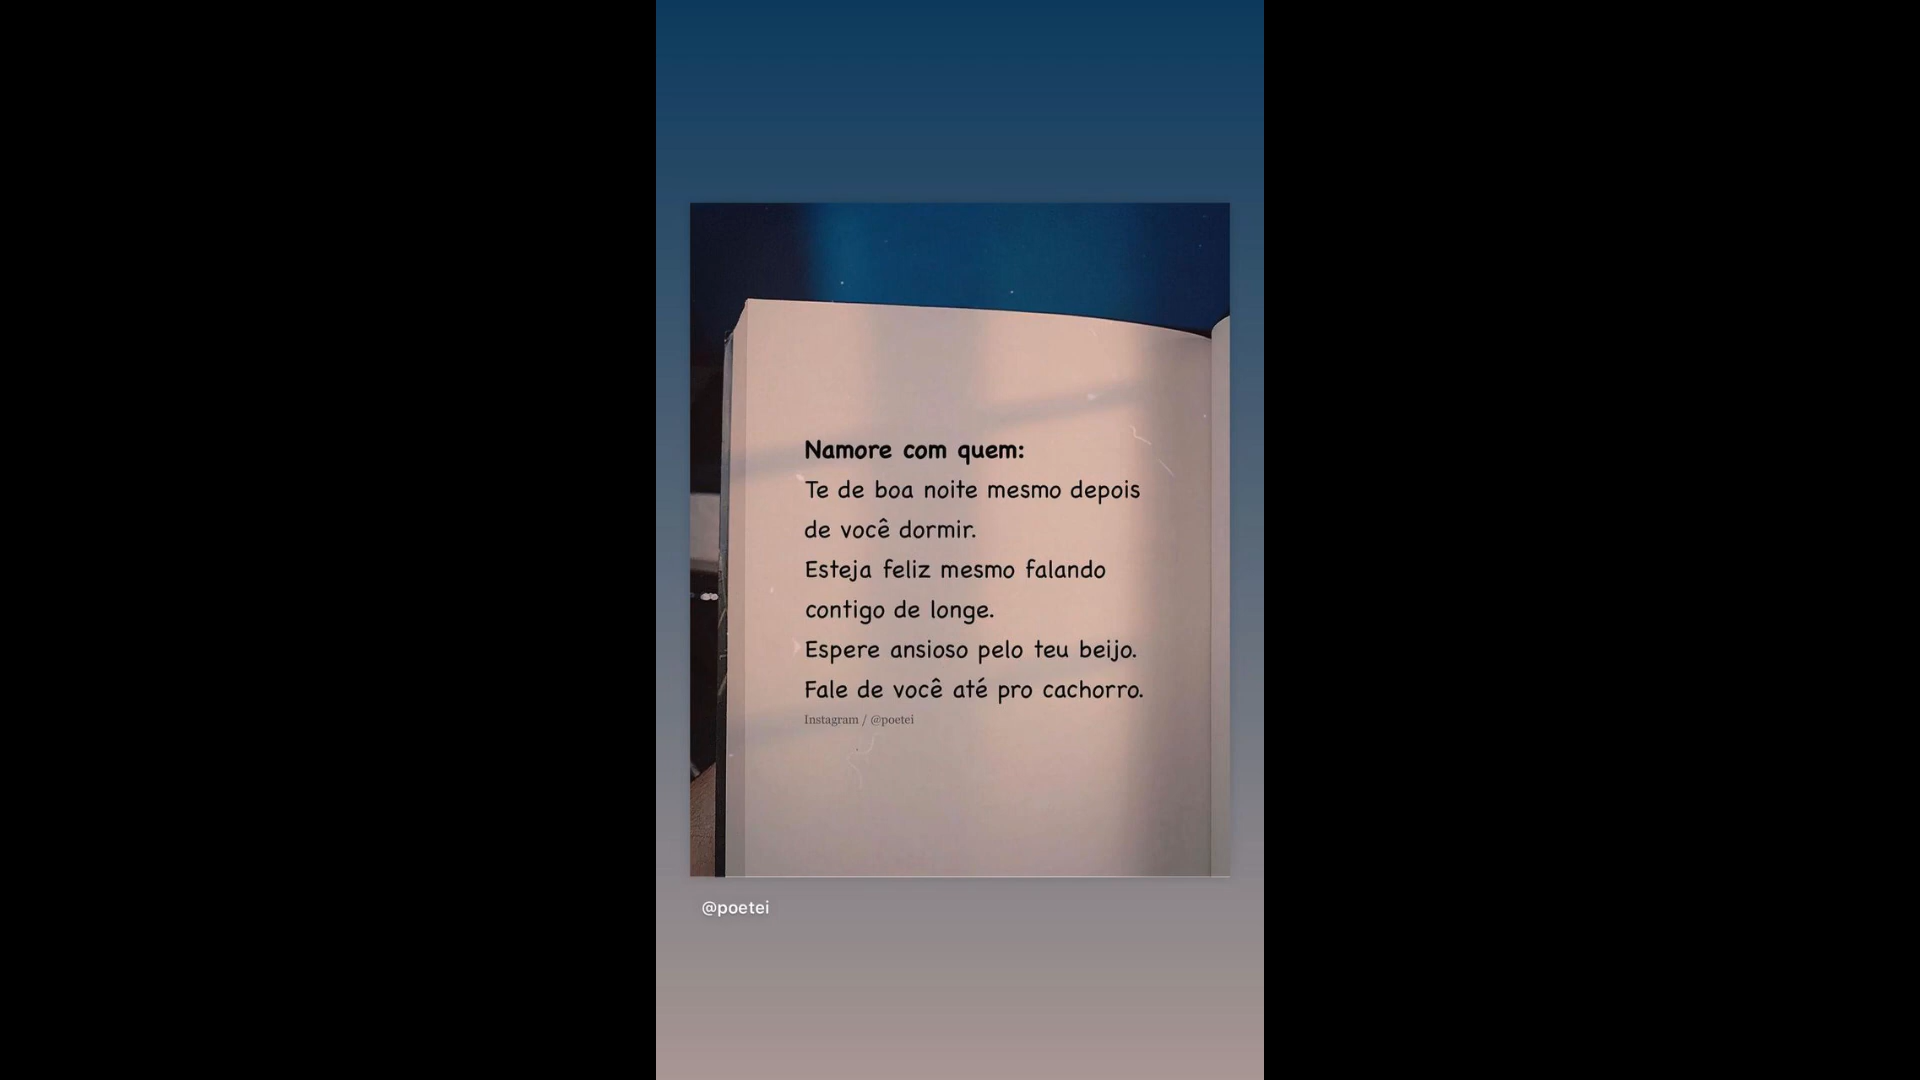 Namore com quem:
Te de boa noite mesmo depois
de você dormir.
Esteja feliz mesmo falando
contigo de longe.
Espere ansioso pelo teu beijo.
Fale de você até pro cachorro.
Instagram / @poetei
@poetei